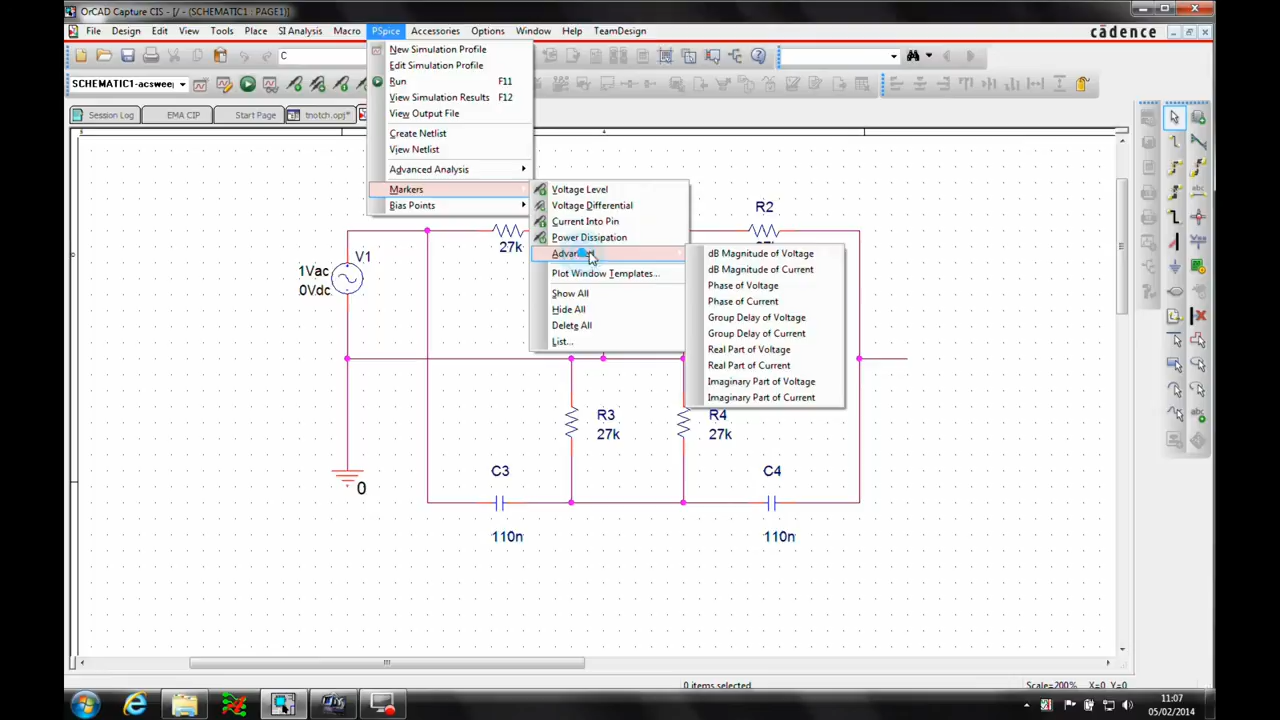 OrCAD Capture CIS - [/ - (SCHEMATIC1 : PAGE1)]
File Design Edit View Tools Place SI Analysis Macro PSpice Accessories Options Window Help TeamDesign
cadence
C
SCHEMATIC1-acsweep
Session Log
EMA CIP
Start Page
tnotch.opj*
New Simulation Profile
Edit Simulation Profile
Run F11
View Simulation Results F12
View Output File
Create Netlist
View Netlist
Advanced Analysis
Markers
Bias Points
Voltage Level
Voltage Differential
Current Into Pin
Power Dissipation
Plot Window Templates...
Show All
Hide All
Delete All
List...
dB Magnitude of Voltage
dB Magnitude of Current
Phase of Voltage
Phase of Current
Group Delay of Voltage
Group Delay of Current
Real Part of Voltage
Real Part of Current
Imaginary Part of Voltage
Imaginary Part of Current
5
4
R2
27k
V1
1Vac
0Vdc
0
R3
27k
R4
27k
C3
110n
C4
110n
0 items selected
Scale=200% X=0 Y=0
11:07
05/02/2014